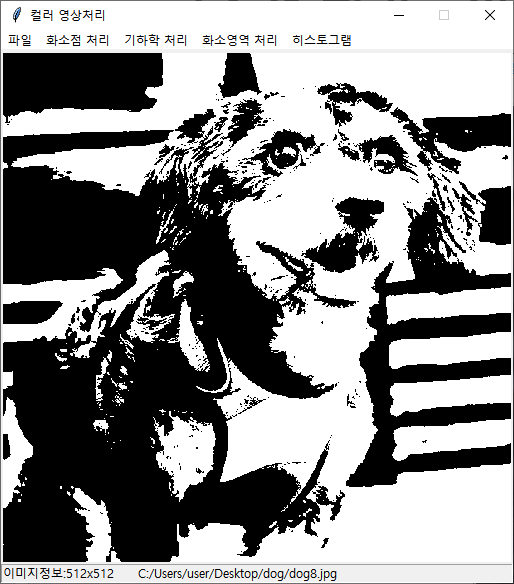 컬러 영상처리
파일 화소점 처리 기하학 처리 화소영역 처리 히스토그램
이미지정보:512x512 C:/Users/user/Desktop/dog/dog8.jpg